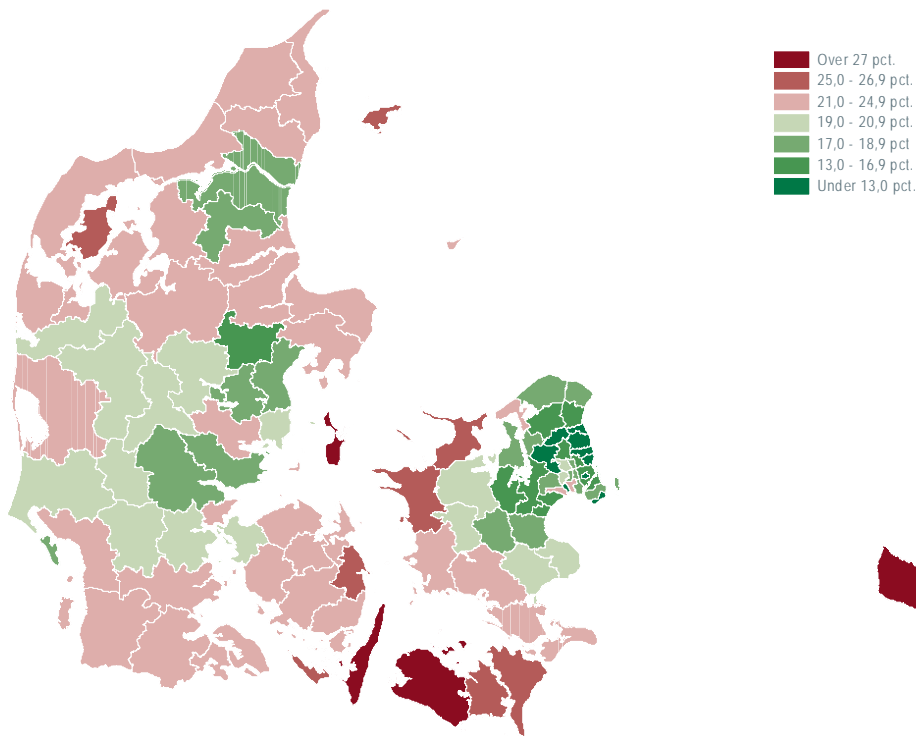 Over 27 pct.
25,0 - 26,9 pct.
21,0 - 24,9 pct.
19,0 - 20,9 pct.
17,0 - 18,9 pct
13,0 - 16,9 pct.
Under 13,0 pct.